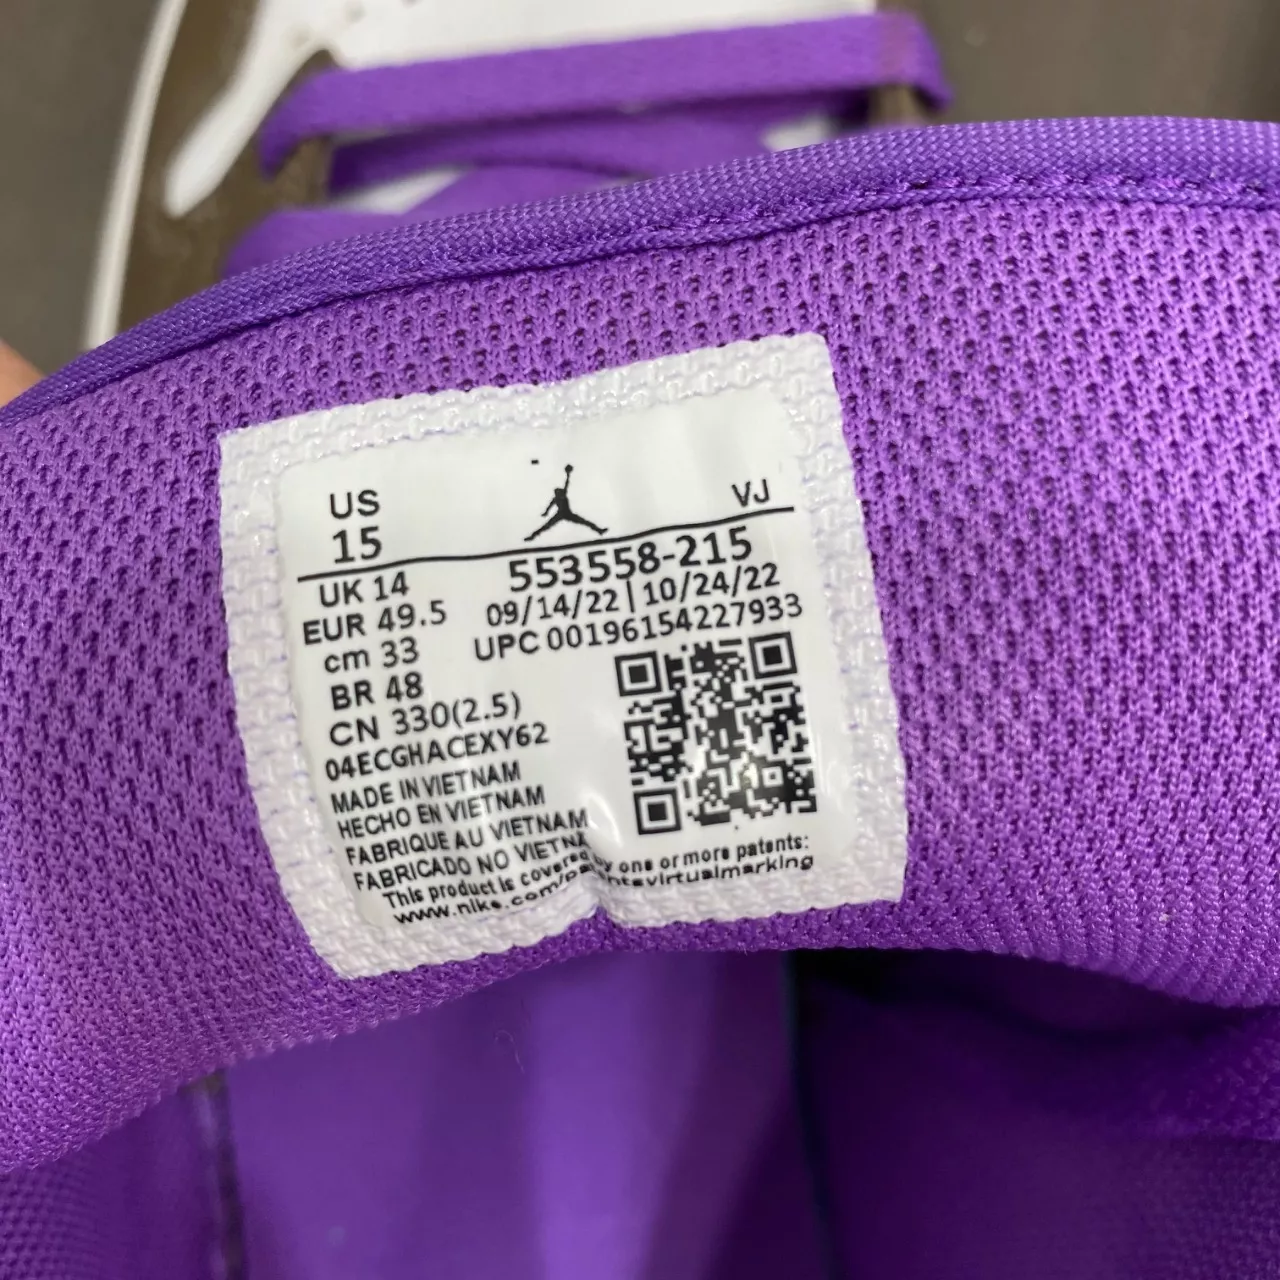 US
15
VJ
UK 14
EUR 49.5
cm 33
BR 48
CN 330(2.5)
553558-215
09/14/22 | 10/24/22
UPC 00196154227933
04ECGHACEXY62
MADE IN VIETNAM
HECHO EN VIETNAM
FABRIQUE AU VIETNAM
FABRICADO NO VIETNA
This product is covered by one or more patents:
www.nike.com/patentsvirtualmarking